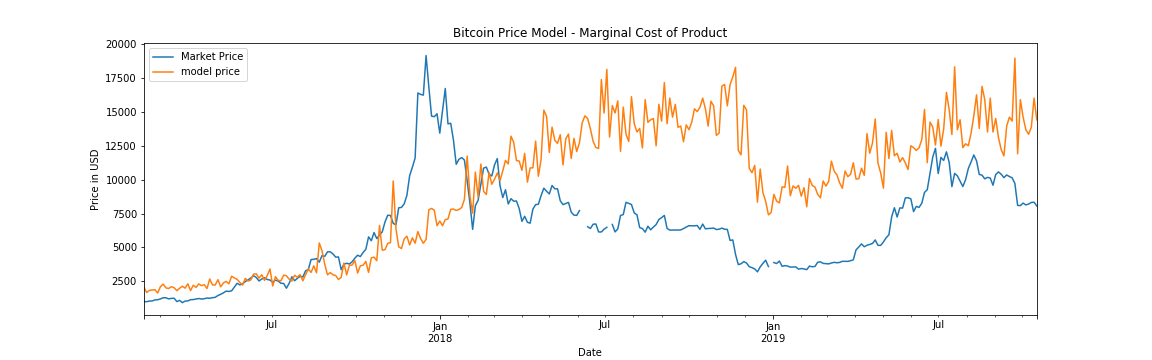 Bitcoin Price Model - Marginal Cost of Product
Market Price
model price
20000
17500
15000
12500
10000
7500
5000
2500
Price in USD
Jul
Jan
2018
Jul
Jan
2019
Jul
Date